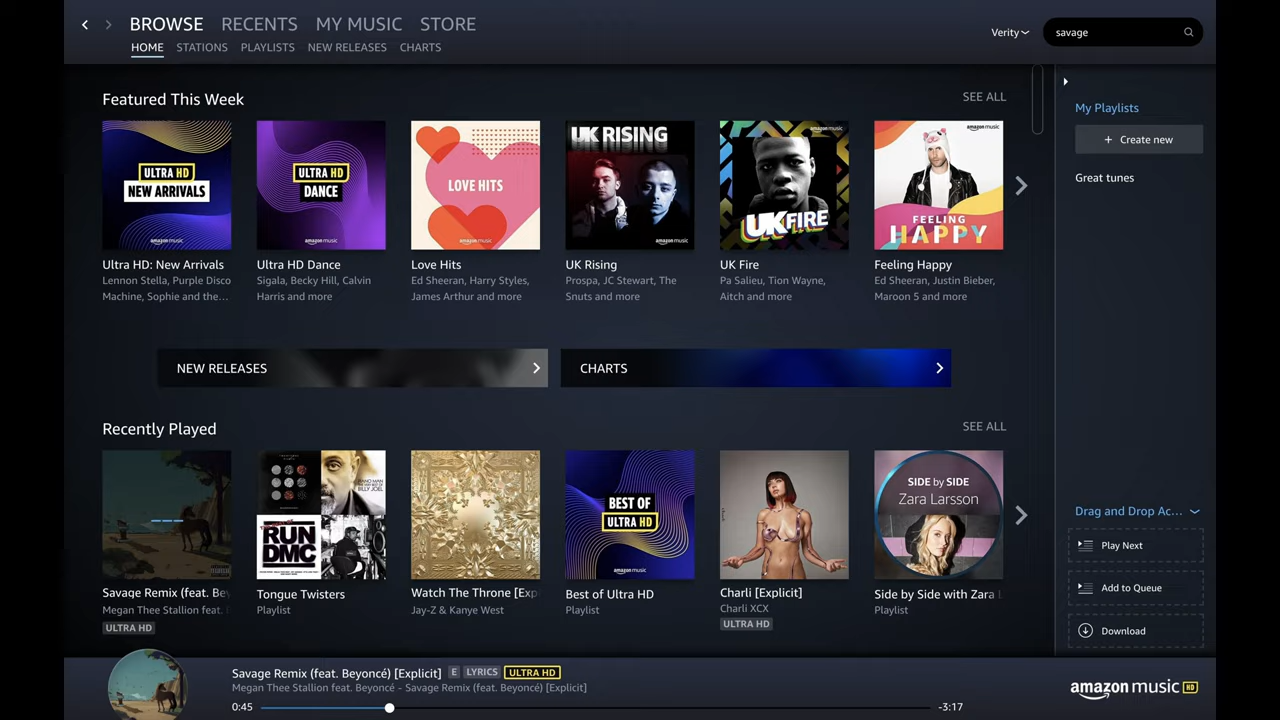 BROWSE RECENTS MY MUSIC STORE
Verity
savage
HOME STATIONS PLAYLISTS NEW RELEASES CHARTS
Featured This Week
SEE ALL
ULTRA HD
NEW ARRIVALS
amazon music
ULTRA HD
DANCE
amazon music
LOVE HITS
amazon music
UK RISING
amazon music
amazon music
UK FIRE
amazon music
FEELING
HAPPY
Ultra HD: New Arrivals
Lennon Stella, Purple Disco
Machine, Sophie and the...
Ultra HD Dance
Sigala, Becky Hill, Calvin
Harris and more
Love Hits
Ed Sheeran, Harry Styles,
James Arthur and more
UK Rising
Prospa, JC Stewart, The
Snuts and more
UK Fire
Pa Salieu, Tion Wayne,
Aitch and more
Feeling Happy
Ed Sheeran, Justin Bieber,
Maroon 5 and more
NEW RELEASES
CHARTS
Recently Played
SEE ALL
PIANO MAN
THE VERY BEST OF
BILLY JOEL
RUN
DMC
BEST OF
ULTRA HD
amazon music
SIDE by SIDE
Zara Larsson
Savage Remix (feat. Bey
Megan Thee Stallion feat.
ULTRA HD
Tongue Twisters
Playlist
Watch The Throne [Exp
Jay-Z & Kanye West
Best of Ultra HD
Playlist
Charli [Explicit]
Charli XCX
ULTRA HD
Side by Side with Zara L
Playlist
My Playlists
+ Create new
Great tunes
Drag and Drop Ac...
Play Next
Add to Queue
Download
Savage Remix (feat. Beyoncé) [Explicit] E LYRICS ULTRA HD
Megan Thee Stallion feat. Beyoncé - Savage Remix (feat. Beyoncé) [Explicit]
0:45
-3:17
amazon music HD